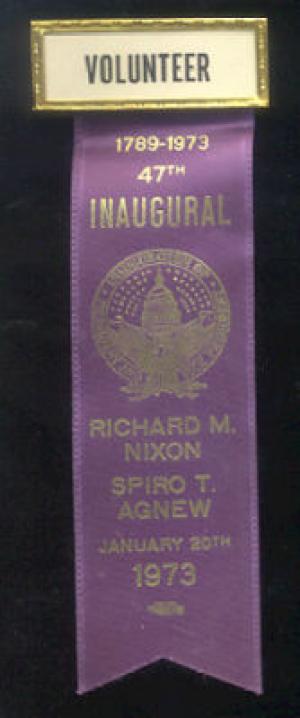 VOLUNTEER
1789-1973
47TH
INAUGURAL
RICHARD M.
NIXON
SPIRO T.
AGNEW
JANUARY 20TH
1973